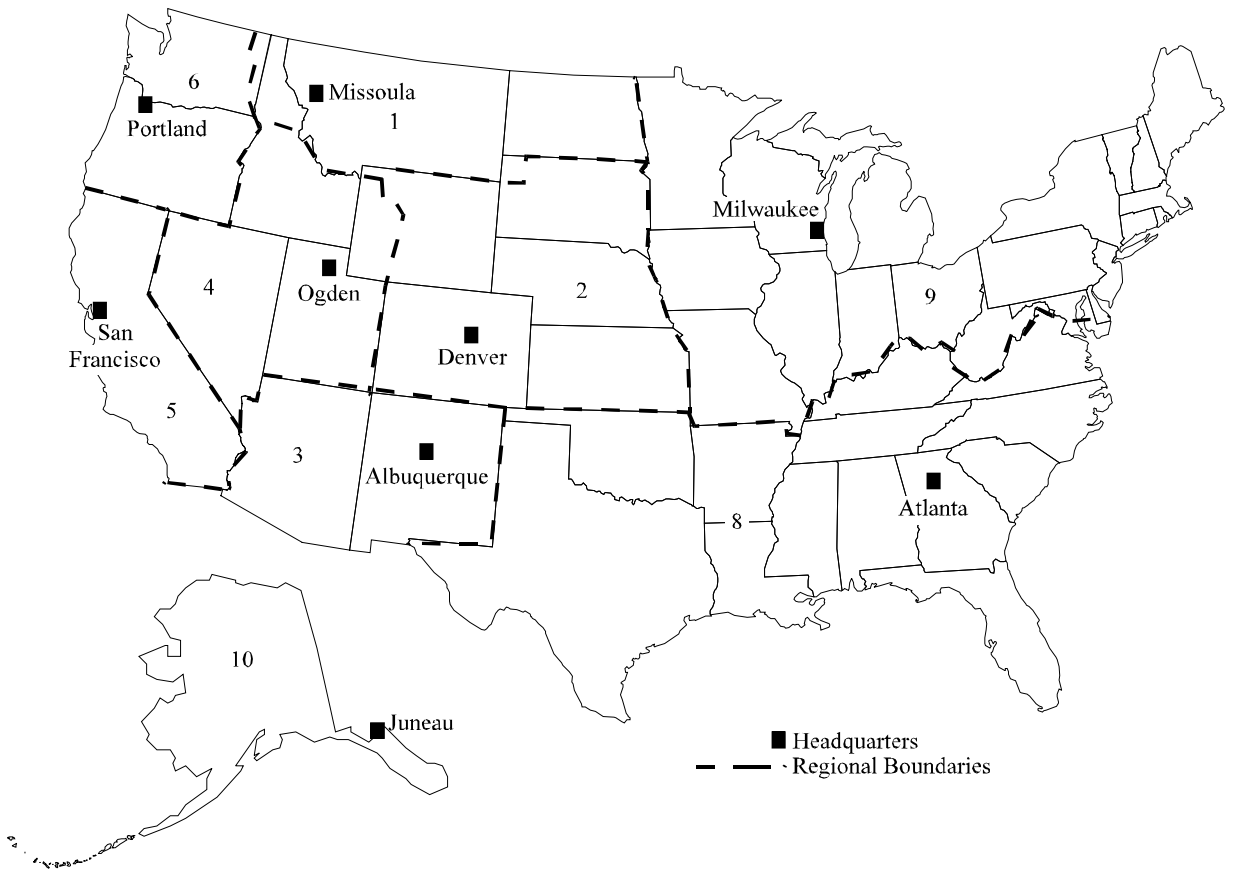 6
Missoula
1
Portland
Milwaukee
4
Ogden
2
9
San
Francisco
Denver
5
3
Albuquerque
Atlanta
8
10
Juneau
Headquarters
Regional Boundaries